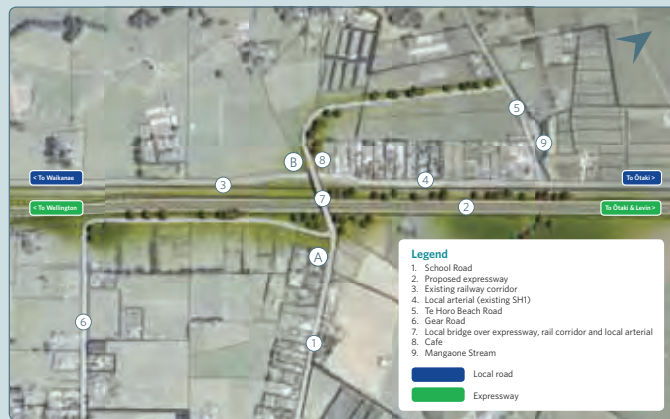 5
9
B
8
< To Waikanae
3
4
To Ōtaki >
7
< To Wellington
2
To Ōtaki & Levin >
A
6
1
Legend
1. School Road
2. Proposed expressway
3. Existing railway corridor
4. Local arterial (existing SH1)
5. Te Horo Beach Road
6. Gear Road
7. Local bridge over expressway, rail corridor and local arterial
8. Cafe
9. Mangaone Stream
Local road
Expressway